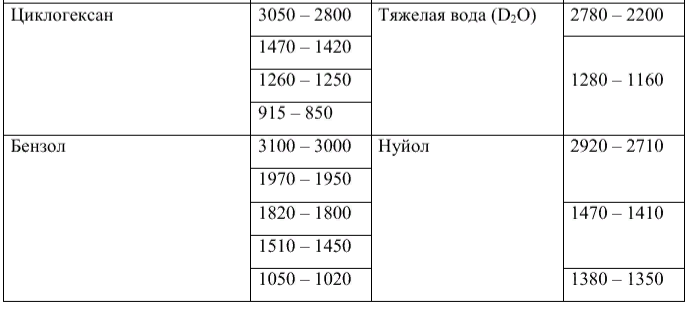 Циклогексан 3050 – 2800 Тяжелая вода (D₂O) 2780 – 2200
1470 – 1420
1260 – 1250 1280 – 1160
915 – 850
Бензол 3100 – 3000 Нуйол 2920 – 2710
1970 – 1950
1820 – 1800 1470 – 1410
1510 – 1450
1050 – 1020 1380 – 1350